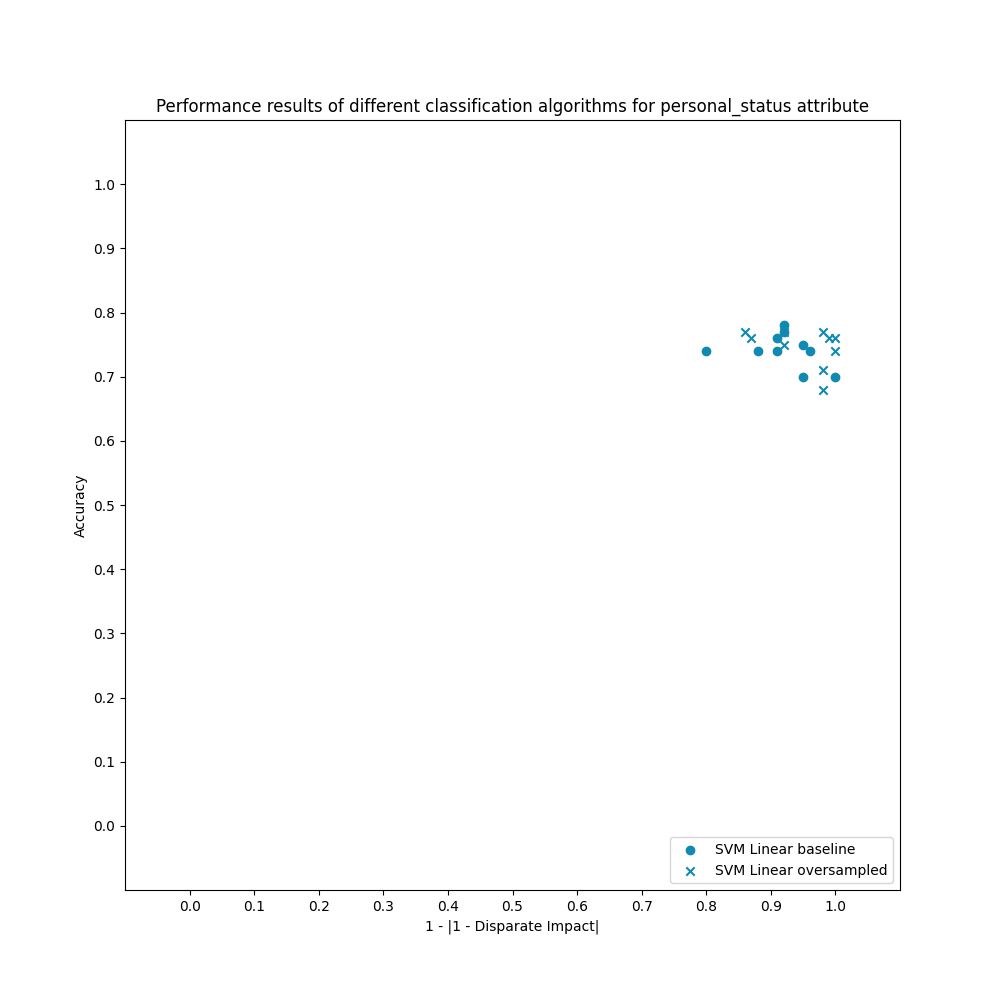 Performance results of different classification algorithms for personal_status attribute
1.0
0.9
0.8
0.7
0.6
0.5
0.4
0.3
0.2
0.1
0.0
Accuracy
SVM Linear baseline
SVM Linear oversampled
0.0 0.1 0.2 0.3 0.4 0.5 0.6 0.7 0.8 0.9 1.0
1 - |1 - Disparate Impact|